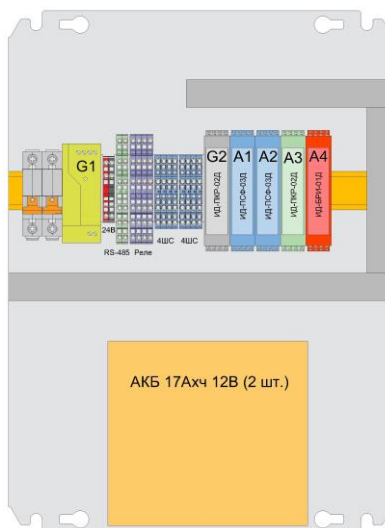 G1
G2
A1
A2
A3
A4
ИД-ПКР-02Д
ИД-ПСФ-03Д
ИД-ПСФ-03Д
ИД-ПКР-02Д
ИД-БРИ-01Д
24В
RS-485
Реле
4ШС
4ШС
АКБ 17Ахч 12В (2 шт.)